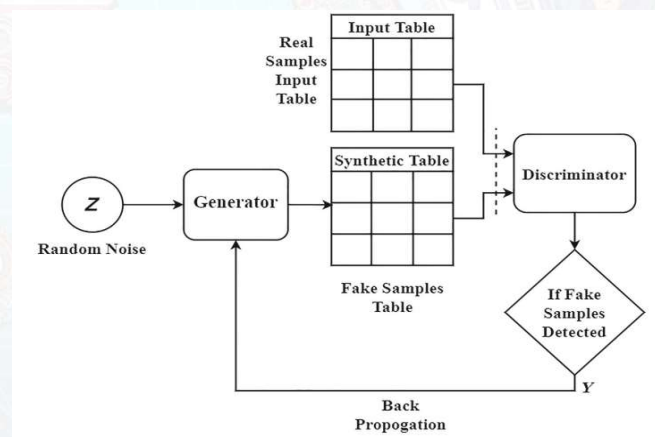 Input Table
Real
Samples
Input
Table
Synthetic Table
Discriminator
Z
Generator
Random Noise
Fake Samples
Table
If Fake
Samples
Detected
Y
Back
Propogation